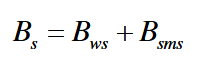 B_s = B_ws + B_sms